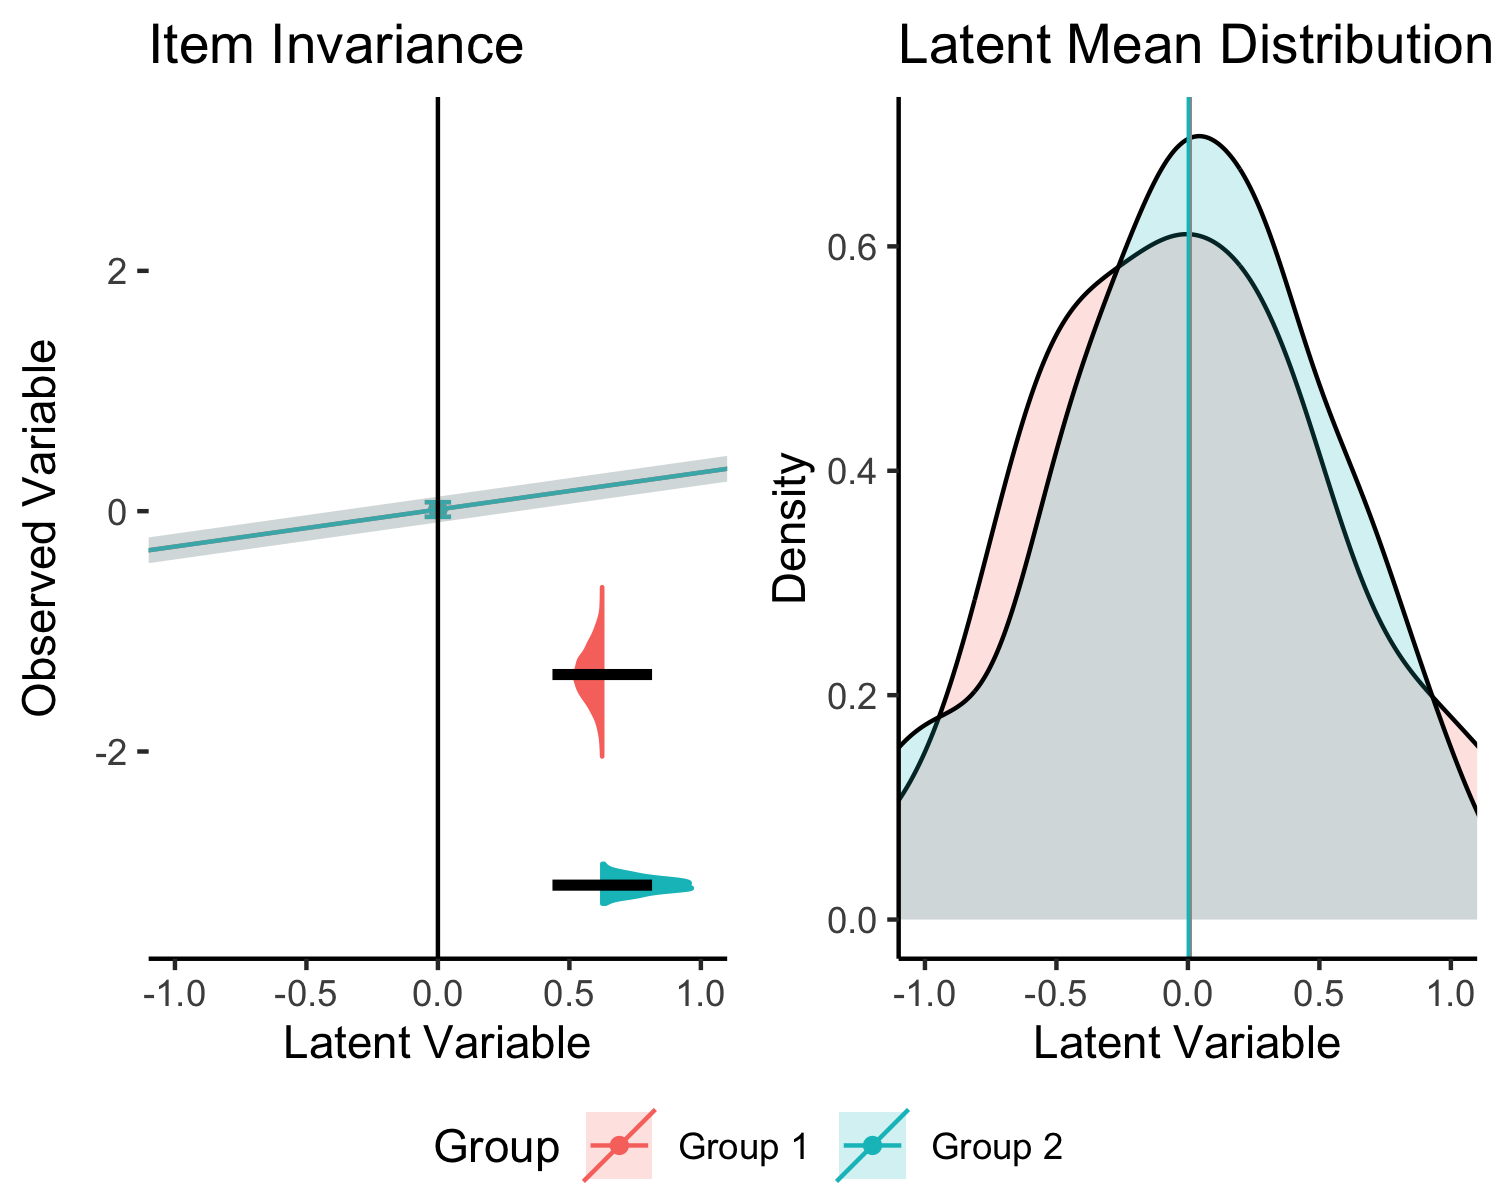 Item Invariance
Observed Variable
2
0
-2
-1.0 -0.5 0.0 0.5 1.0
Latent Variable
Latent Mean Distribution
Density
0.6
0.4
0.2
0.0
-1.0 -0.5 0.0 0.5 1.0
Latent Variable
Group Group 1 Group 2